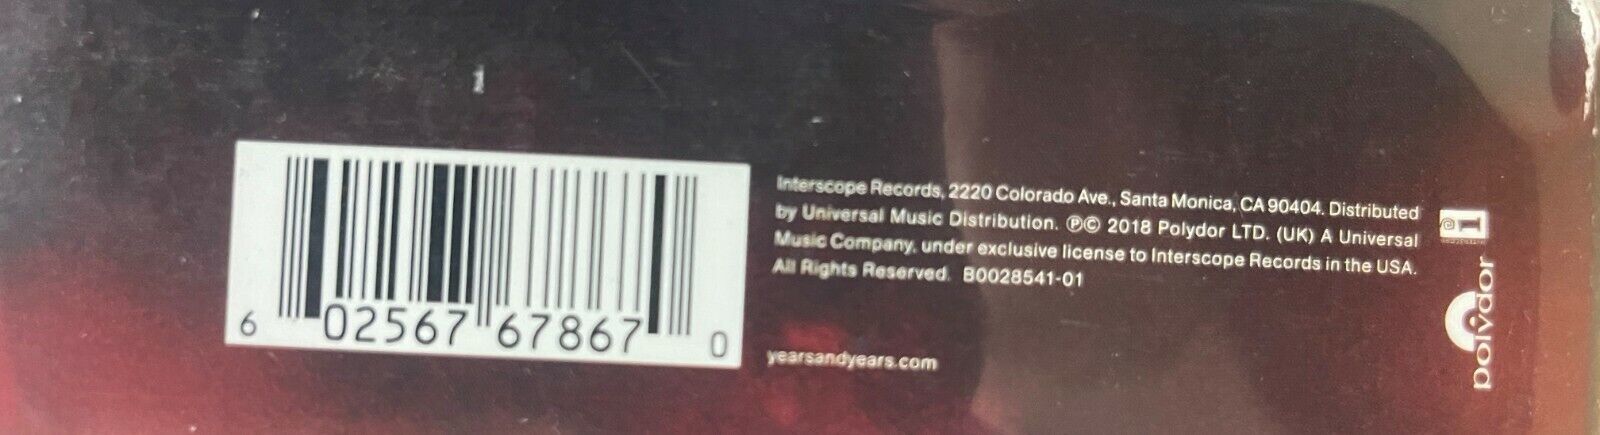 6 02567 67867 0
Interscope Records, 2220 Colorado Ave., Santa Monica, CA 90404. Distributed
by Universal Music Distribution. ℗© 2018 Polydor LTD. (UK) A Universal
Music Company, under exclusive license to Interscope Records in the USA.
All Rights Reserved. B0028541-01
yearsandyears.com
i
polydor